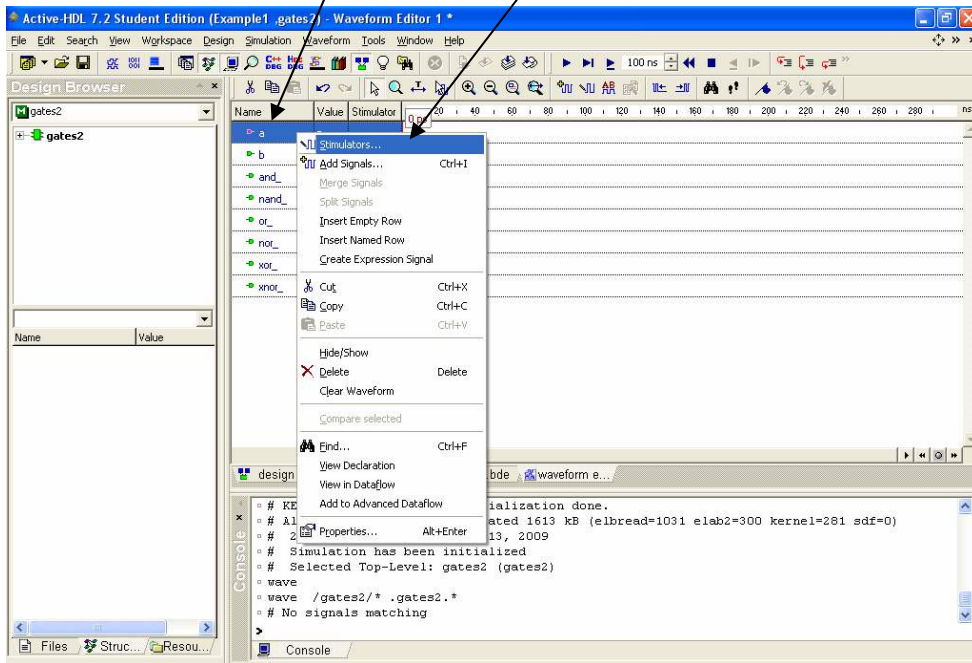 Active-HDL 7.2 Student Edition (Example1 ,gates2) - Waveform Editor 1 *
File Edit Search View Workspace Design Simulation Waveform Tools Window Help
100 ns
Design Browser
gates2
gates2
Name Value
Files Struc... Resou...
Name Value Stimulator 20 40 60 80 100 120 140 160 180 200 220 240 260 280 ns
a
b
and_
nand_
or_
nor_
xor_
xnor_
Stimulators...
Add Signals... Ctrl+I
Merge Signals
Split Signals
Insert Empty Row
Insert Named Row
Create Expression Signal
Cut Ctrl+X
Copy Ctrl+C
Paste Ctrl+V
Hide/Show
Delete Delete
Clear Waveform
Compare selected
Find... Ctrl+F
View Declaration
View in Dataflow
Add to Advanced Dataflow
Properties... Alt+Enter
design bde waveform e...
# KE ialization done.
# Al ated 1613 kB (elbread=1031 elab2=300 kernel=281 sdf=0)
# 2 13, 2009
# Simulation has been initialized
# Selected Top-Level: gates2 (gates2)
wave
wave /gates2/* .gates2.*
# No signals matching
>
Console
Console